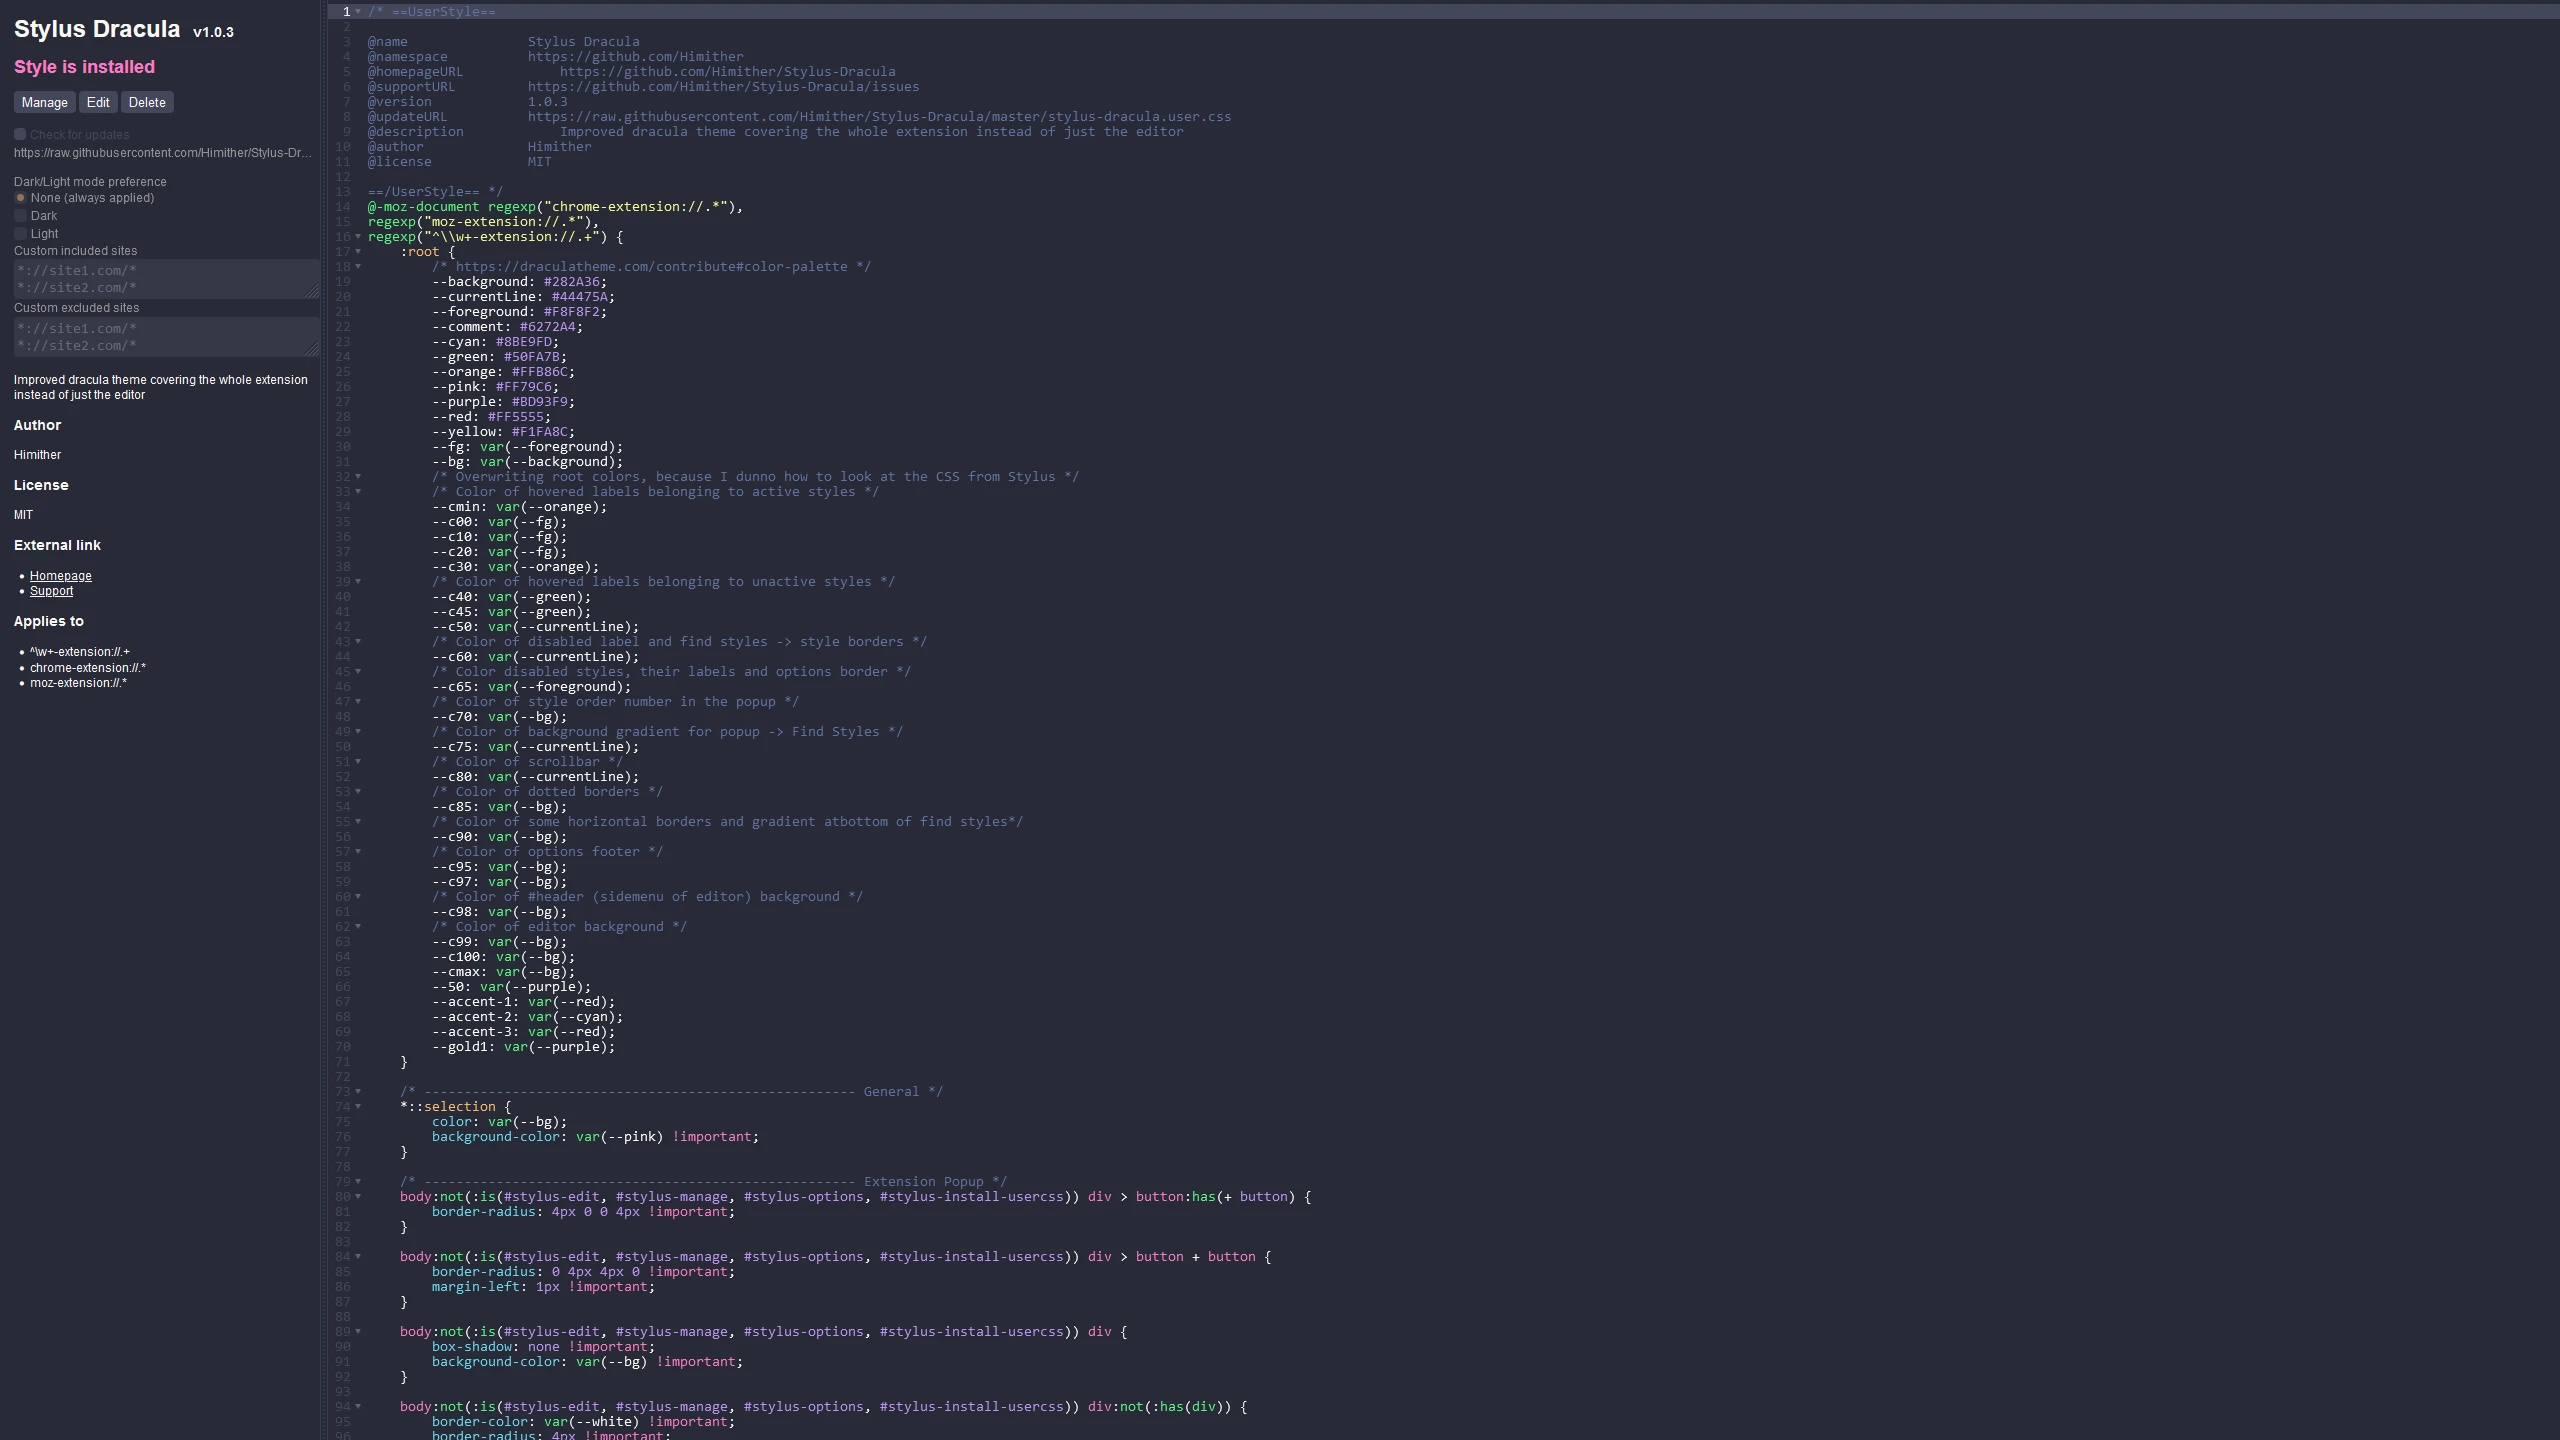 Stylus Dracula v1.0.3
Style is installed
Manage Edit Delete
Check for updates
https://raw.githubusercontent.com/Himither/Stylus-Dr...
Dark/Light mode preference
None (always applied)
Dark
Light
Custom included sites
*://site1.com/*
*://site2.com/*
Custom excluded sites
*://site1.com/*
*://site2.com/*
Improved dracula theme covering the whole extension
instead of just the editor
Author
Himither
License
MIT
External link
• Homepage
• Support
Applies to
• ^\w+-extension://.+
• chrome-extension://.*
• moz-extension://.*
1 /* ==UserStyle==
2
3 @name Stylus Dracula
4 @namespace https://github.com/Himither
5 @homepageURL https://github.com/Himither/Stylus-Dracula
6 @supportURL https://github.com/Himither/Stylus-Dracula/issues
7 @version 1.0.3
8 @updateURL https://raw.githubusercontent.com/Himither/Stylus-Dracula/master/stylus-dracula.user.css
9 @description Improved dracula theme covering the whole extension instead of just the editor
10 @author Himither
11 @license MIT
12
13 ==/UserStyle== */
14 @-moz-document regexp("chrome-extension://.*"),
15 regexp("moz-extension://.*"),
16 regexp("^\\w+-extension://.+") {
17 :root {
18 /* https://draculatheme.com/contribute#color-palette */
19 --background: #282A36;
20 --currentLine: #44475A;
21 --foreground: #F8F8F2;
22 --comment: #6272A4;
23 --cyan: #8BE9FD;
24 --green: #50FA7B;
25 --orange: #FFB86C;
26 --pink: #FF79C6;
27 --purple: #BD93F9;
28 --red: #FF5555;
29 --yellow: #F1FA8C;
30 --fg: var(--foreground);
31 --bg: var(--background);
32 /* Overwriting root colors, because I dunno how to look at the CSS from Stylus */
33 /* Color of hovered labels belonging to active styles */
34 --cmin: var(--orange);
35 --c00: var(--fg);
36 --c10: var(--fg);
37 --c20: var(--fg);
38 --c30: var(--orange);
39 /* Color of hovered labels belonging to unactive styles */
40 --c40: var(--green);
41 --c45: var(--green);
42 --c50: var(--currentLine);
43 /* Color of disabled label and find styles -> style borders */
44 --c60: var(--currentLine);
45 /* Color disabled styles, their labels and options border */
46 --c65: var(--foreground);
47 /* Color of style order number in the popup */
48 --c70: var(--bg);
49 /* Color of background gradient for popup -> Find Styles */
50 --c75: var(--currentLine);
51 /* Color of scrollbar */
52 --c80: var(--currentLine);
53 /* Color of dotted borders */
54 --c85: var(--bg);
55 /* Color of some horizontal borders and gradient atbottom of find styles*/
56 --c90: var(--bg);
57 /* Color of options footer */
58 --c95: var(--bg);
59 --c97: var(--bg);
60 /* Color of #header (sidemenu of editor) background */
61 --c98: var(--bg);
62 /* Color of editor background */
63 --c99: var(--bg);
64 --c100: var(--bg);
65 --cmax: var(--bg);
66 --50: var(--purple);
67 --accent-1: var(--red);
68 --accent-2: var(--cyan);
69 --accent-3: var(--red);
70 --gold1: var(--purple);
71 }
72
73 /* ------------------------------------------------------ General */
74 *::selection {
75 color: var(--bg);
76 background-color: var(--pink) !important;
77 }
78
79 /* ------------------------------------------------------ Extension Popup */
80 body:not(:is(#stylus-edit, #stylus-manage, #stylus-options, #stylus-install-usercss)) div > button:has(+ button) {
81 border-radius: 4px 0 0 4px !important;
82 }
83
84 body:not(:is(#stylus-edit, #stylus-manage, #stylus-options, #stylus-install-usercss)) div > button + button {
85 border-radius: 0 4px 4px 0 !important;
86 margin-left: 1px !important;
87 }
88
89 body:not(:is(#stylus-edit, #stylus-manage, #stylus-options, #stylus-install-usercss)) div {
90 box-shadow: none !important;
91 background-color: var(--bg) !important;
92 }
93
94 body:not(:is(#stylus-edit, #stylus-manage, #stylus-options, #stylus-install-usercss)) div:not(:has(div)) {
95 border-color: var(--white) !important;
96 border-radius: 4px !important;